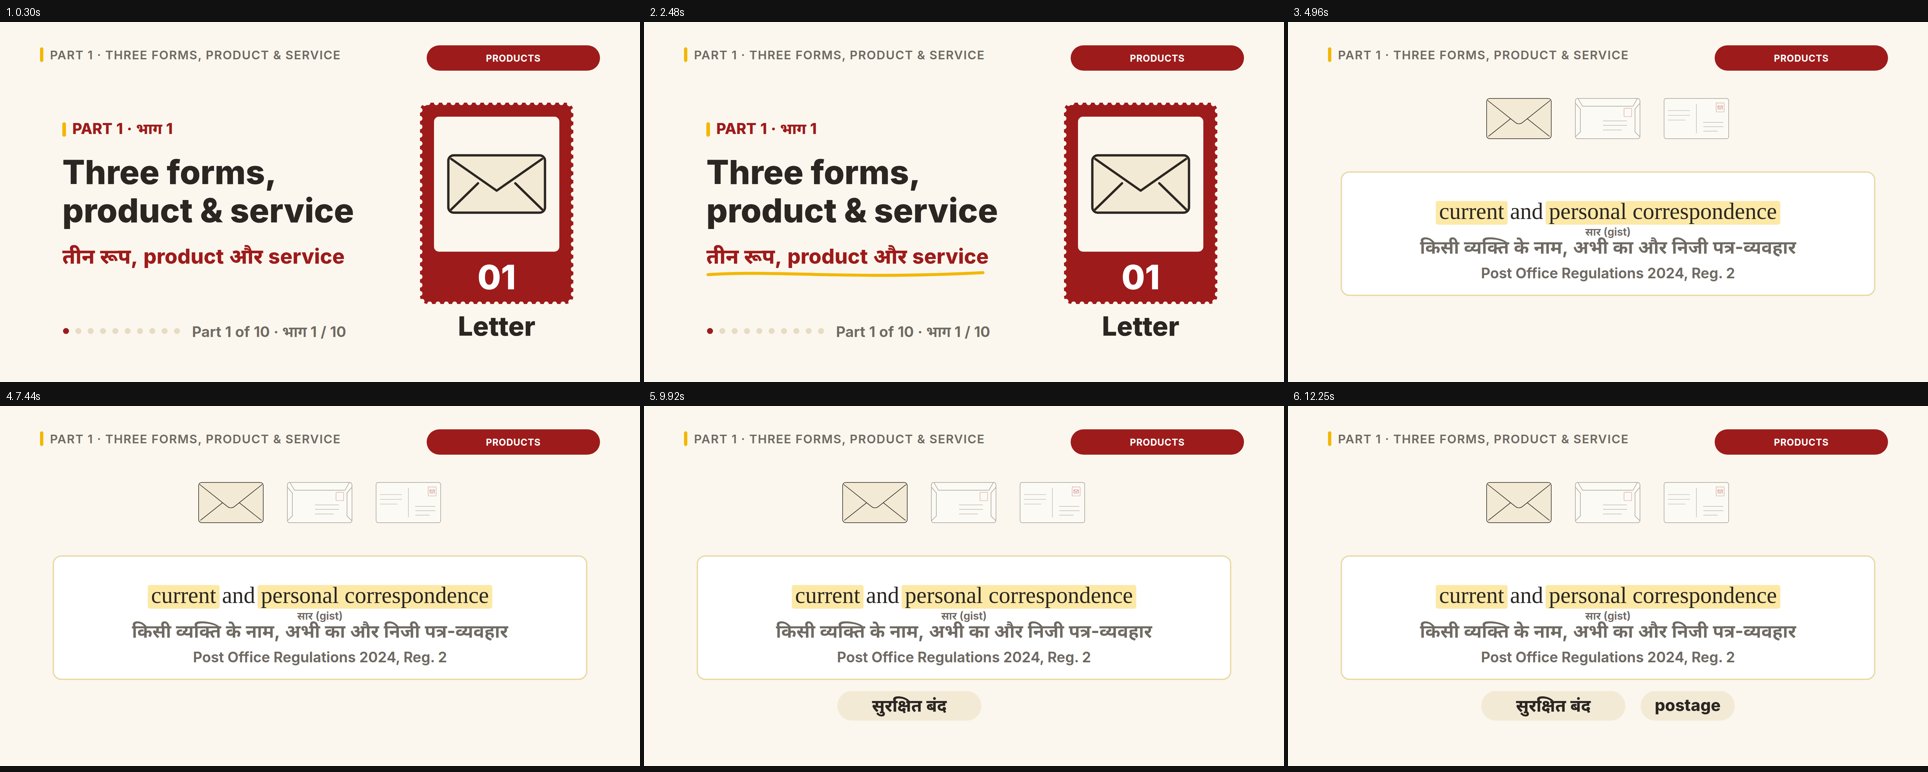 1. 0.30s
PART 1 · THREE FORMS, PRODUCT & SERVICE
PRODUCTS
PART 1 · भाग 1
Three forms,
product & service
तीन रूप, product और service
Part 1 of 10 · भाग 1 / 10
01
Letter
2. 2.48s
PART 1 · THREE FORMS, PRODUCT & SERVICE
PRODUCTS
PART 1 · भाग 1
Three forms,
product & service
तीन रूप, product और service
Part 1 of 10 · भाग 1 / 10
01
Letter
3. 4.96s
PART 1 · THREE FORMS, PRODUCT & SERVICE
PRODUCTS
current and personal correspondence
सार (gist)
किसी व्यक्ति के नाम, अभी का और निजी पत्र-व्यवहार
Post Office Regulations 2024, Reg. 2
4. 7.44s
PART 1 · THREE FORMS, PRODUCT & SERVICE
PRODUCTS
current and personal correspondence
सार (gist)
किसी व्यक्ति के नाम, अभी का और निजी पत्र-व्यवहार
Post Office Regulations 2024, Reg. 2
5. 9.92s
PART 1 · THREE FORMS, PRODUCT & SERVICE
PRODUCTS
current and personal correspondence
सार (gist)
किसी व्यक्ति के नाम, अभी का और निजी पत्र-व्यवहार
Post Office Regulations 2024, Reg. 2
सुरक्षित बंद
6. 12.25s
PART 1 · THREE FORMS, PRODUCT & SERVICE
PRODUCTS
current and personal correspondence
सार (gist)
किसी व्यक्ति के नाम, अभी का और निजी पत्र-व्यवहार
Post Office Regulations 2024, Reg. 2
सुरक्षित बंद
postage